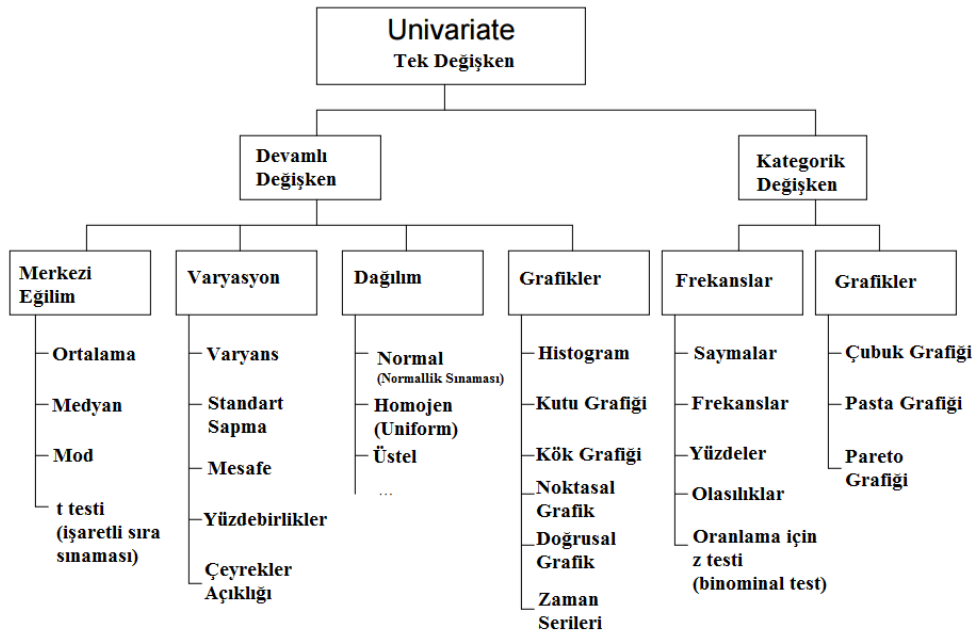 Univariate
Tek Değişken
Devamlı
Değişken
Kategorik
Değişken
Merkezi
Eğilim
Varyasyon
Dağılım
Grafikler
Frekanslar
Grafikler
Ortalama
Medyan
Mod
t testi
(işaretli sıra
sınaması)
Varyans
Standart
Sapma
Mesafe
Yüzdebirlikler
Çeyrekler
Açıklığı
Normal
(Normallik Sınaması)
Homojen
(Uniform)
Üstel
...
Histogram
Kutu Grafiği
Kök Grafiği
Noktasal
Grafik
Doğrusal
Grafik
Zaman
Serileri
Saymalar
Frekanslar
Yüzdeler
Olasılıklar
Oranlama için
z testi
(binominal test)
Çubuk Grafiği
Pasta Grafiği
Pareto
Grafiği